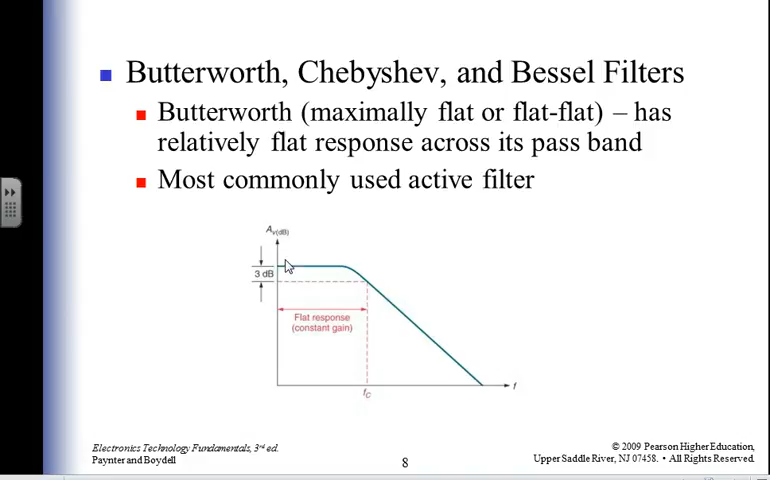 Butterworth, Chebyshev, and Bessel Filters
Butterworth (maximally flat or flat-flat) – has
relatively flat response across its pass band
Most commonly used active filter
Av(dB)
3 dB
Flat response
(constant gain)
fC
f
Electronics Technology Fundamentals, 3rd ed.
Paynter and Boydell
8
© 2009 Pearson Higher Education,
Upper Saddle River, NJ 07458. • All Rights Reserved.